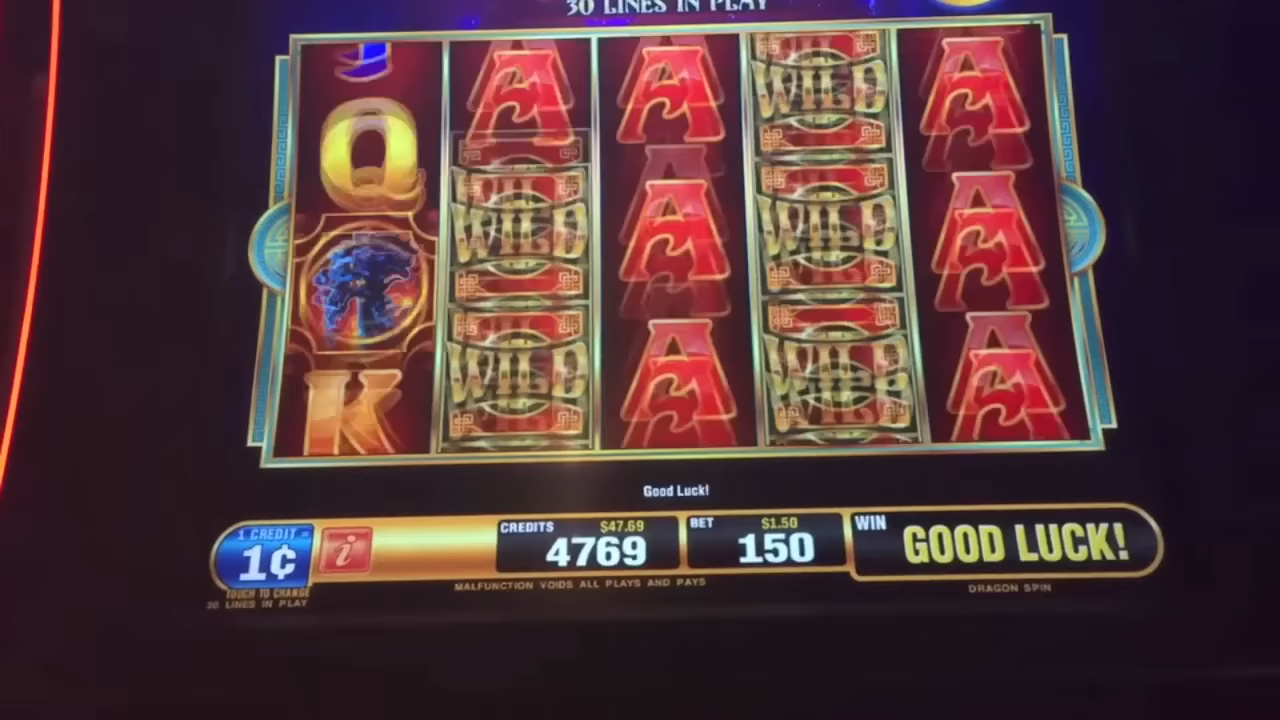 30 LINES IN PLAY
J A A WILD A
Q WILD A WILD A
K WILD A WILD A
Good Luck!
1 CREDIT =
1¢
TOUCH TO CHANGE
30 LINES IN PLAY
i
CREDITS $47.69
4769
BET $1.50
150
WIN
GOOD LUCK!
MALFUNCTION VOIDS ALL PLAYS AND PAYS
DRAGON SPIN